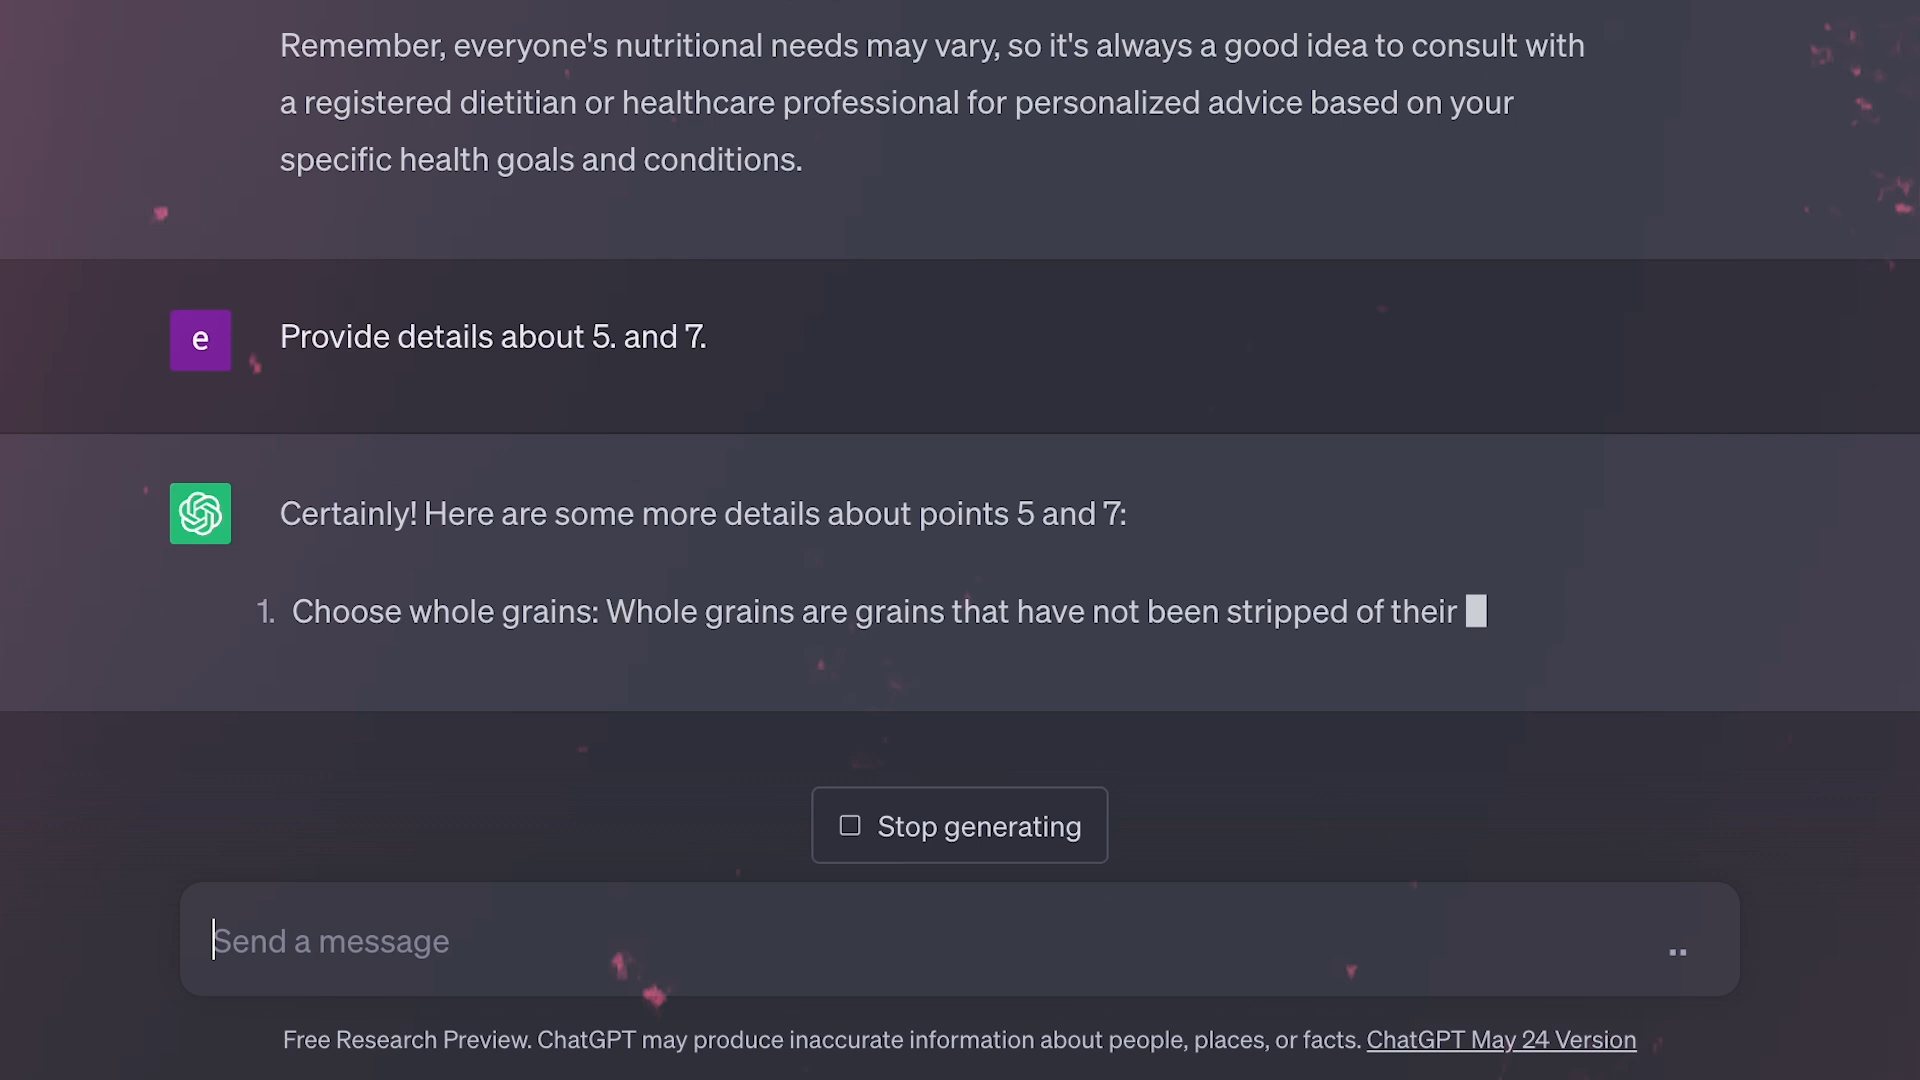 Remember, everyone's nutritional needs may vary, so it's always a good idea to consult with
a registered dietitian or healthcare professional for personalized advice based on your
specific health goals and conditions.
e
Provide details about 5. and 7.
Certainly! Here are some more details about points 5 and 7:
1. Choose whole grains: Whole grains are grains that have not been stripped of their
Stop generating
Send a message
Free Research Preview. ChatGPT may produce inaccurate information about people, places, or facts. ChatGPT May 24 Version